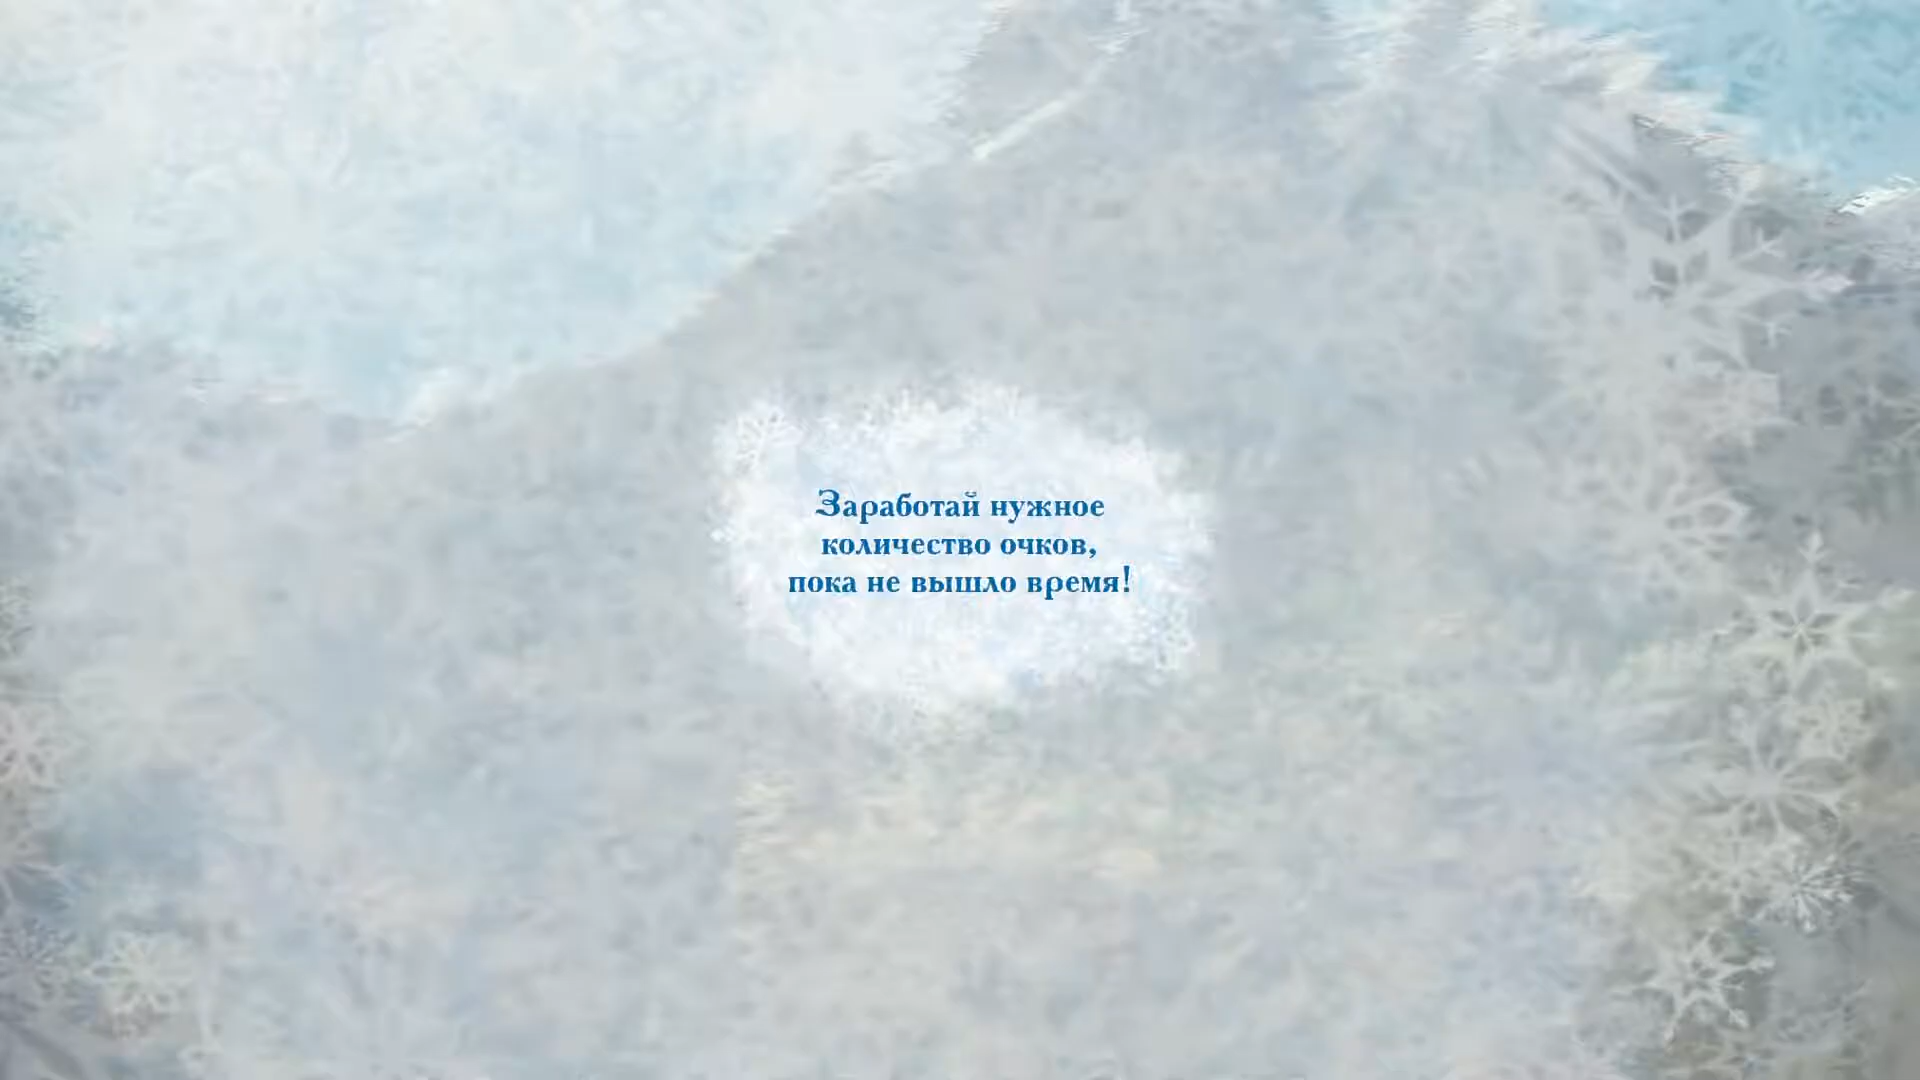 Заработай нужное
количество очков,
пока не вышло время!